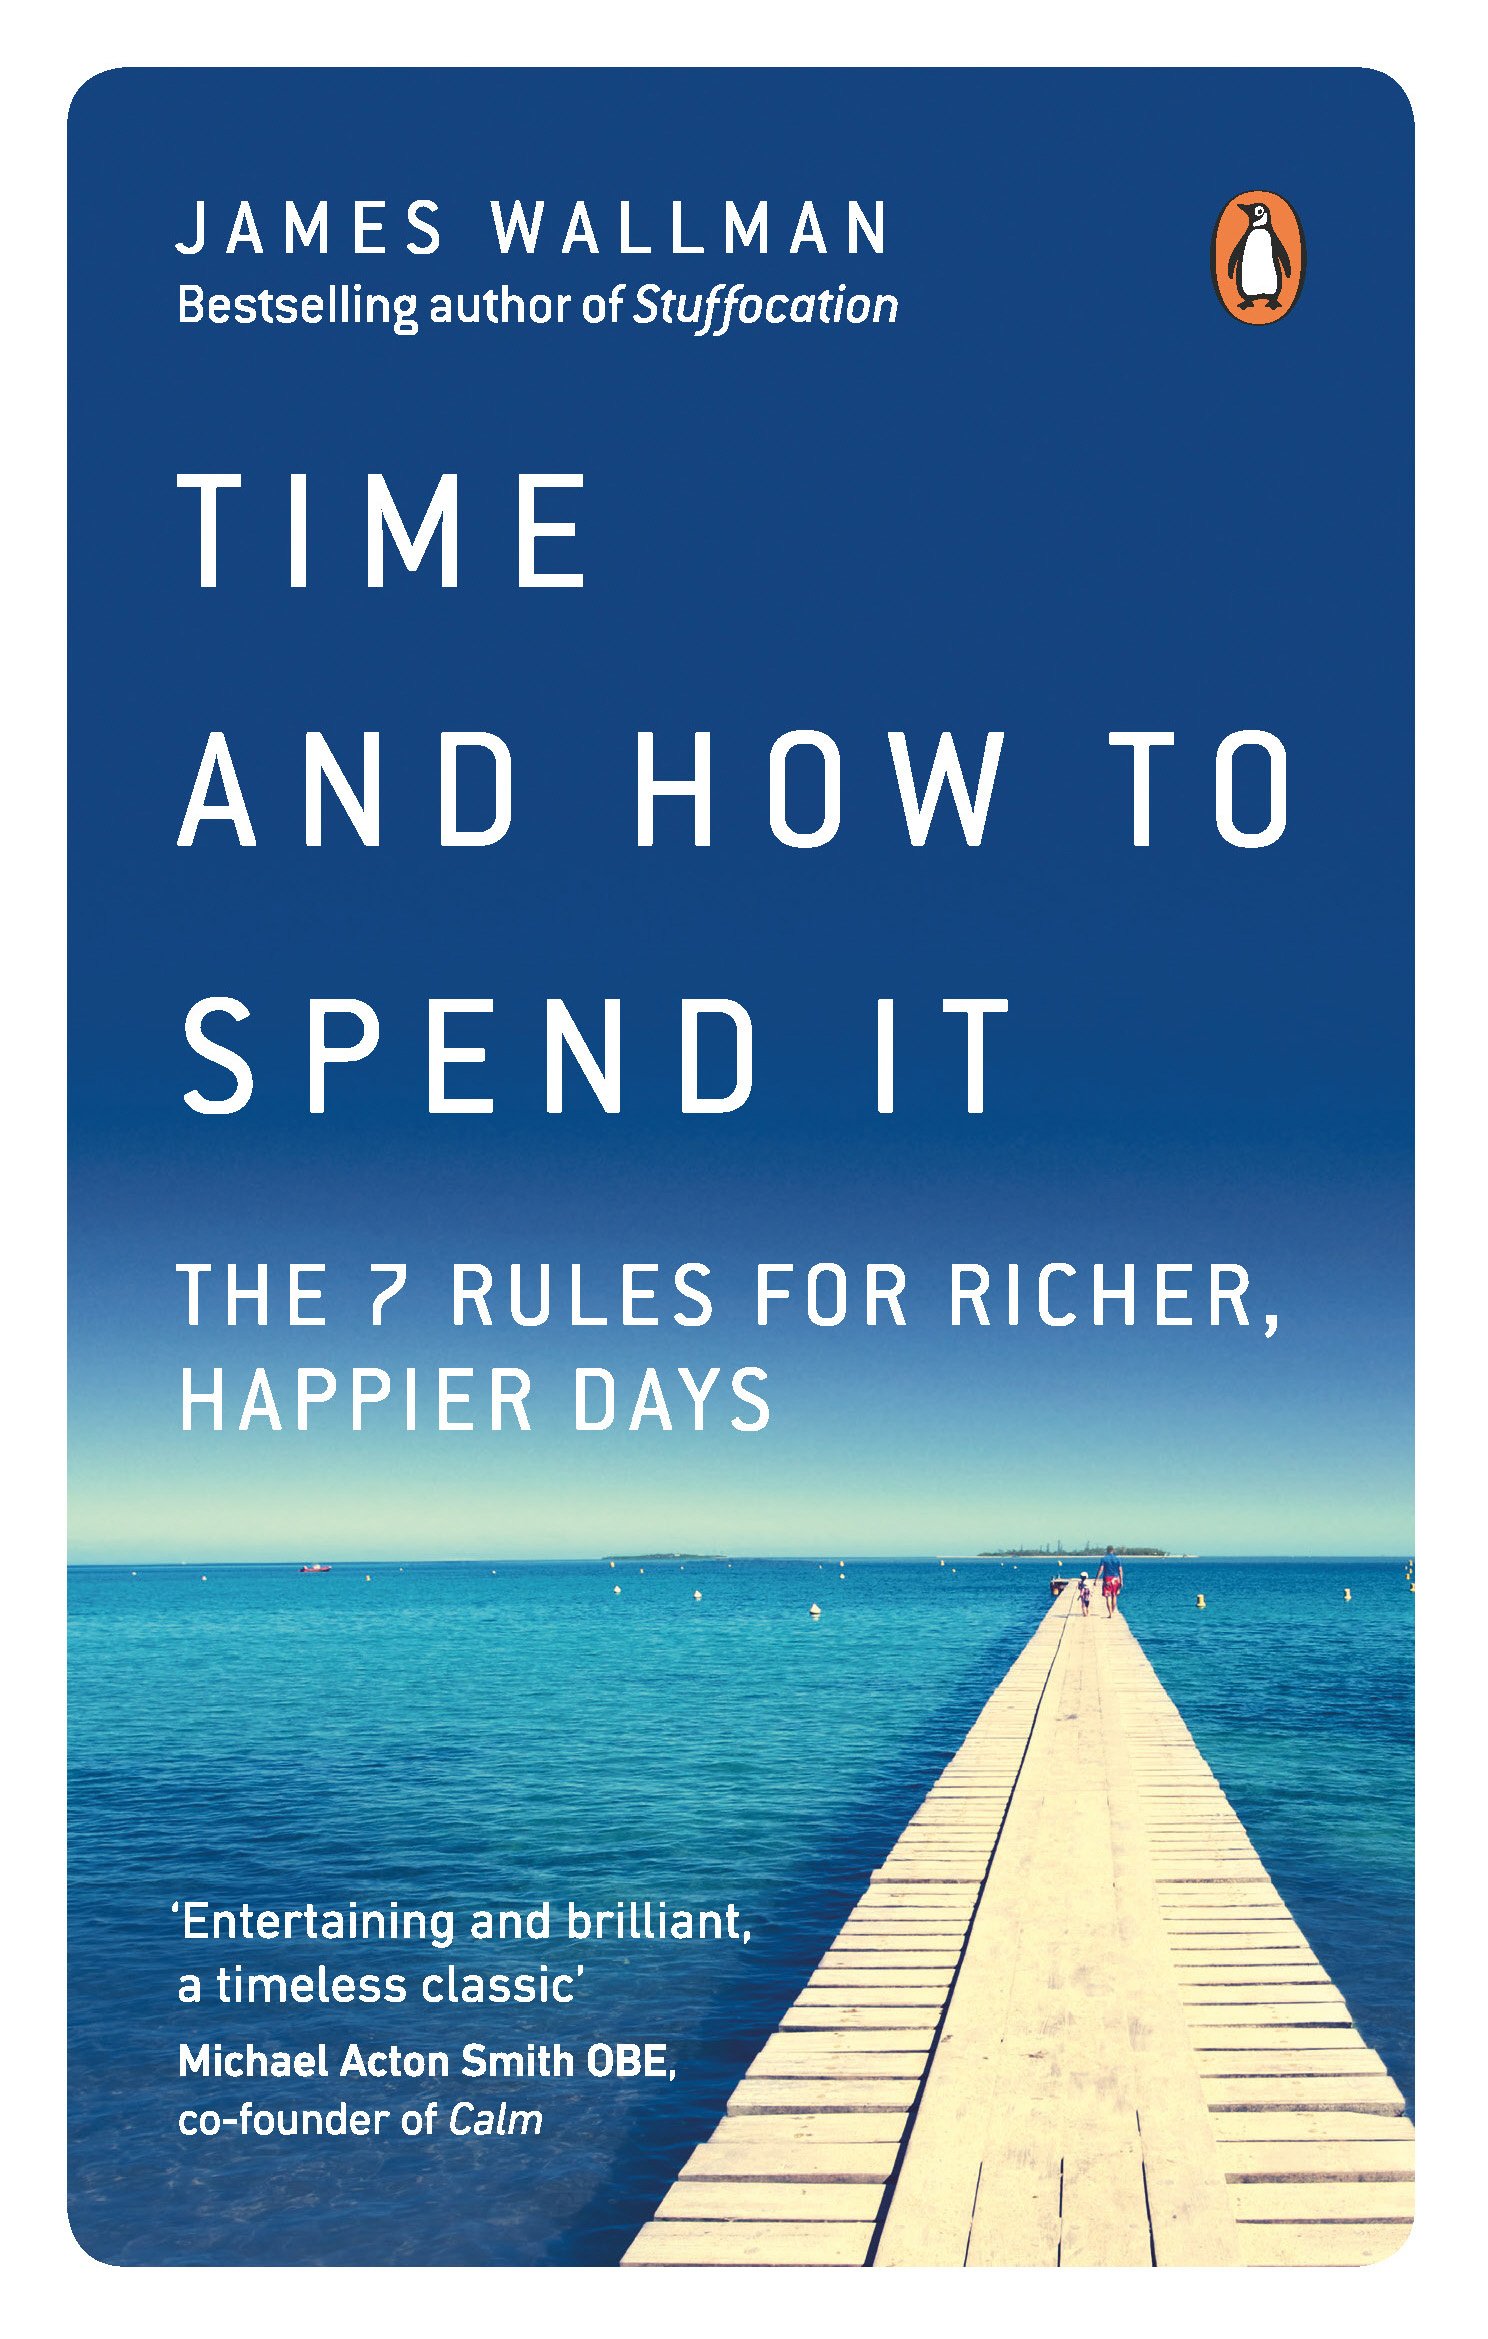 JAMES WALLMAN
Bestselling author of Stuffocation
TIME
AND HOW TO
SPEND IT
THE 7 RULES FOR RICHER,
HAPPIER DAYS
‘Entertaining and brilliant,
a timeless classic’
Michael Acton Smith OBE,
co-founder of Calm